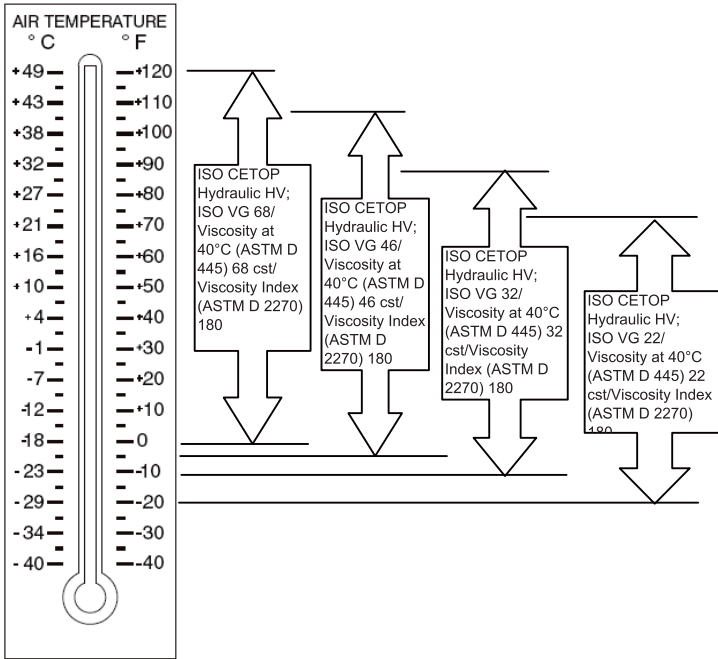 AIR TEMPERATURE
° C ° F
+49 +120
+43 +110
+38 +100
+32 +90
+27 +80
+21 +70
+16 +60
+10 +50
+4 +40
-1 +30
-7 +20
-12 +10
-18 0
-23 -10
-29 -20
-34 -30
-40 -40
ISO CETOP
Hydraulic HV;
ISO VG 68/
Viscosity at
40°C (ASTM D
445) 68 cst/
Viscosity Index
(ASTM D 2270)
180
ISO CETOP
Hydraulic HV;
ISO VG 46/
Viscosity at
40°C (ASTM D
445) 46 cst/
Viscosity Index
(ASTM D
2270) 180
ISO CETOP
Hydraulic HV;
ISO VG 32/
Viscosity at 40°C
(ASTM D 445) 32
cst/Viscosity
Index (ASTM D
2270) 180
ISO CETOP
Hydraulic HV;
ISO VG 22/
Viscosity at 40°C
(ASTM D 445) 22
cst/Viscosity Index
(ASTM D 2270)
180